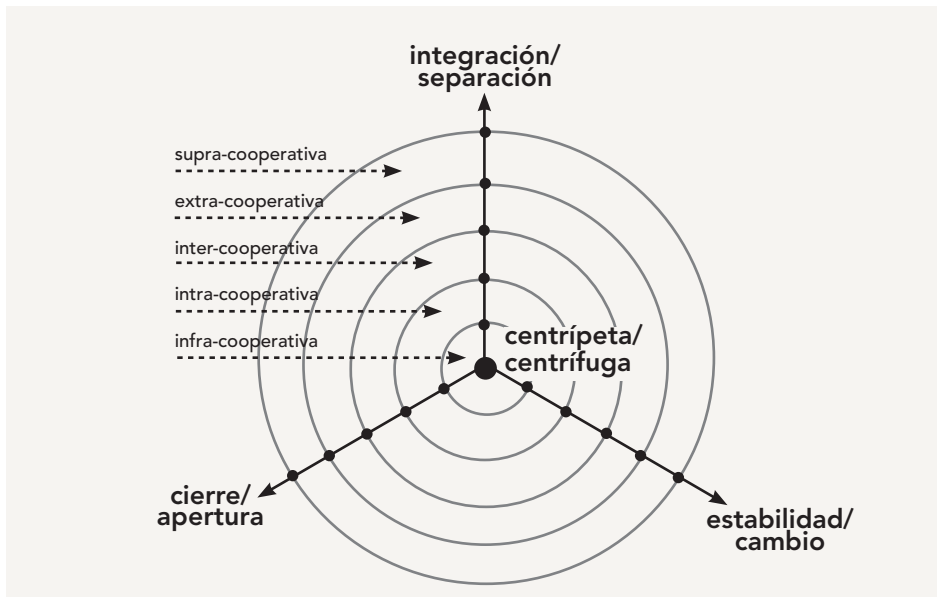 integración/
separación
supra-cooperativa
extra-cooperativa
inter-cooperativa
intra-cooperativa
infra-cooperativa
centrípeta/
centrífuga
cierre/
apertura
estabilidad/
cambio